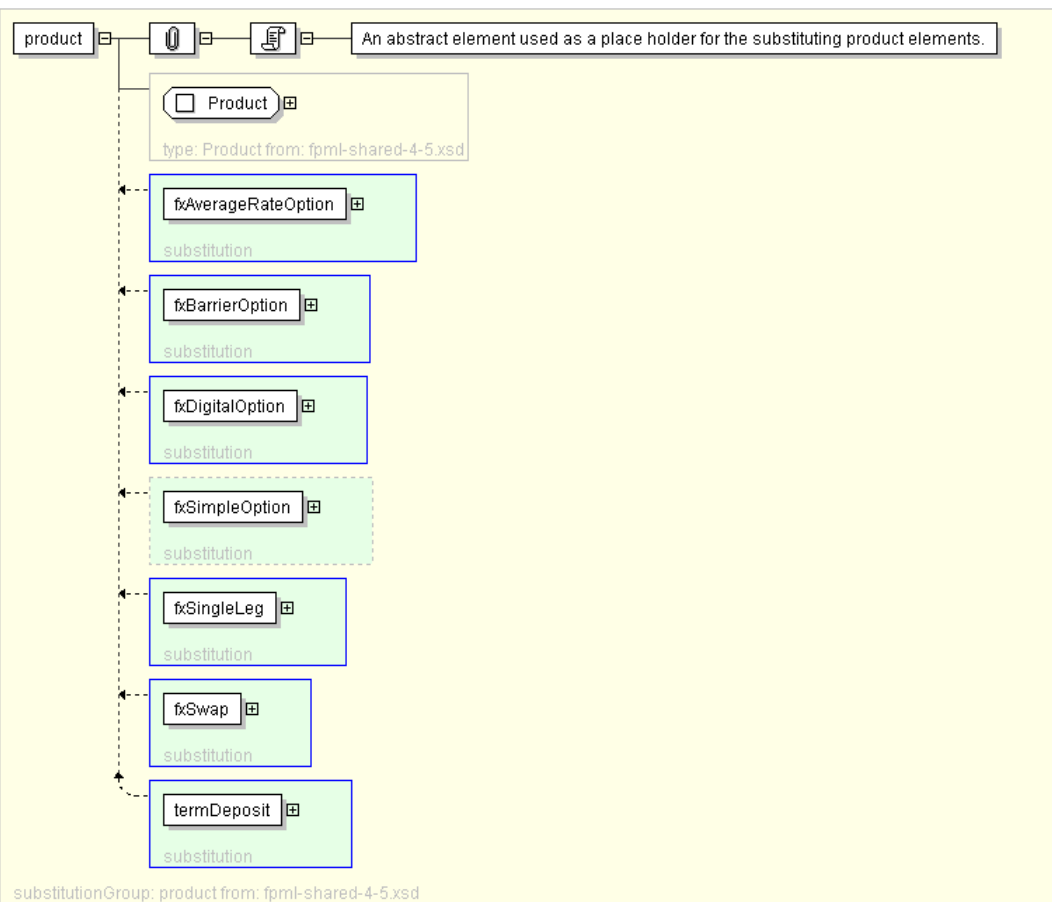 product
An abstract element used as a place holder for the substituting product elements.
Product
type: Product from: fpml-shared-4-5.xsd
fxAverageRateOption
substitution
fxBarrierOption
substitution
fxDigitalOption
substitution
fxSimpleOption
substitution
fxSingleLeg
substitution
fxSwap
substitution
termDeposit
substitution
substitutionGroup: product from: fpml-shared-4-5.xsd